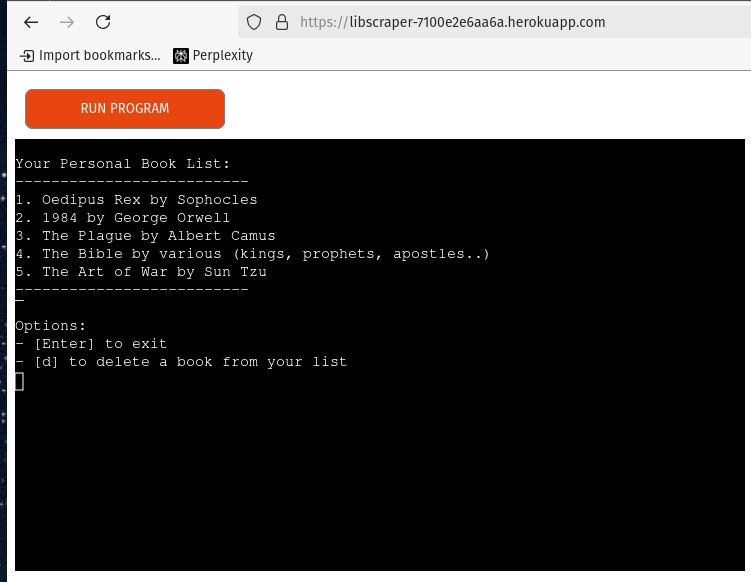 https://libscraper-7100e2e6aa6a.herokuapp.com
Import bookmarks... Perplexity
RUN PROGRAM
Your Personal Book List:
--------------------------
1. Oedipus Rex by Sophocles
2. 1984 by George Orwell
3. The Plague by Albert Camus
4. The Bible by various (kings, prophets, apostles..)
5. The Art of War by Sun Tzu
--------------------------
_
Options:
- [Enter] to exit
- [d] to delete a book from your list